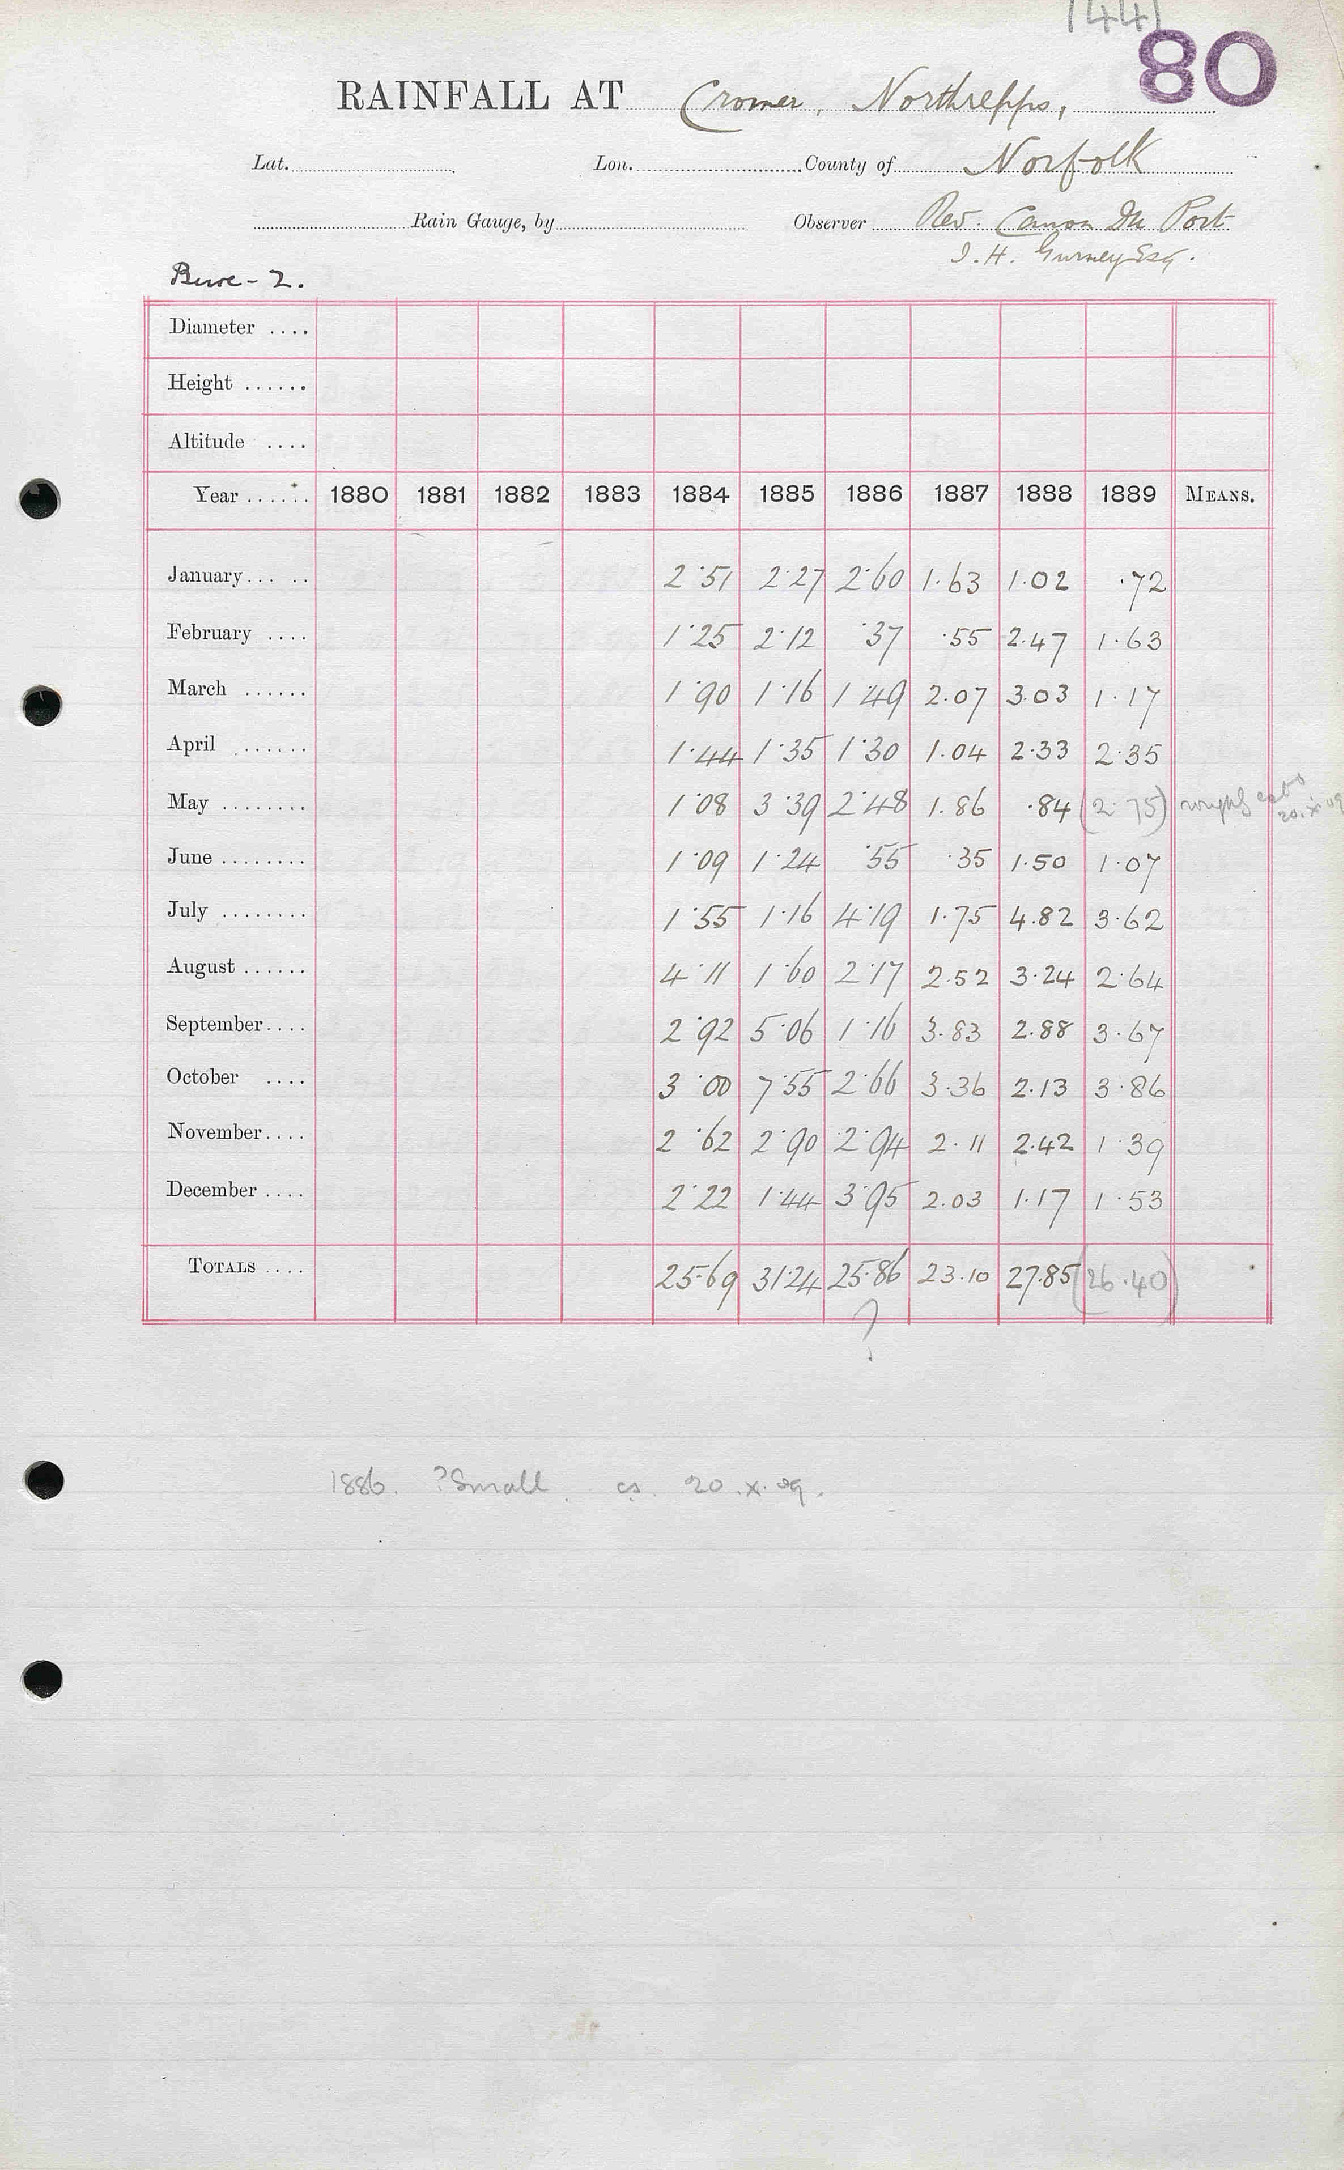 1441
80
RAINFALL AT Cromer, Northrepps,
Lat. Lon. County of Norfolk
Rain Gauge, by Observer Rev. Canon Du Port
J. H. Gurney Esq.
Bure - 2.
Diameter ....
Height ......
Altitude ....
Year ...... 1880 1881 1882 1883 1884 1885 1886 1887 1888 1889 MEANS.
January... .. 2·51 2·27 2·60 1·63 1·02 ·72
February .... 1·25 2·12 ·37 ·55 2·47 1·63
March ...... 1·90 1·16 1·49 2·07 3·03 1·17
April ...... 1·44 1·35 1·30 1·04 2·33 2·35
May ........ 1·08 3·39 2·48 1·86 ·84 (2·75) rough
20.x.09
June ........ 1·09 1·24 ·55 ·35 1·50 1·07
July ........ 1·55 1·16 4·19 1·75 4·82 3·62
August ...... 4·11 1·60 2·17 2·52 3·24 2·64
September.... 2·92 5·06 1·16 3·83 2·88 3·67
October .... 3·00 7·55 2·66 3·36 2·13 3·86
November.... 2·62 2·90 2·94 2·11 2·42 1·39
December .... 2·22 1·44 3·95 2·03 1·17 1·53
TOTALS .... 25·69 31·24 25·86 23·10 27·85 (26·40)
?
1886. ?Small. cs. 20.x.09.